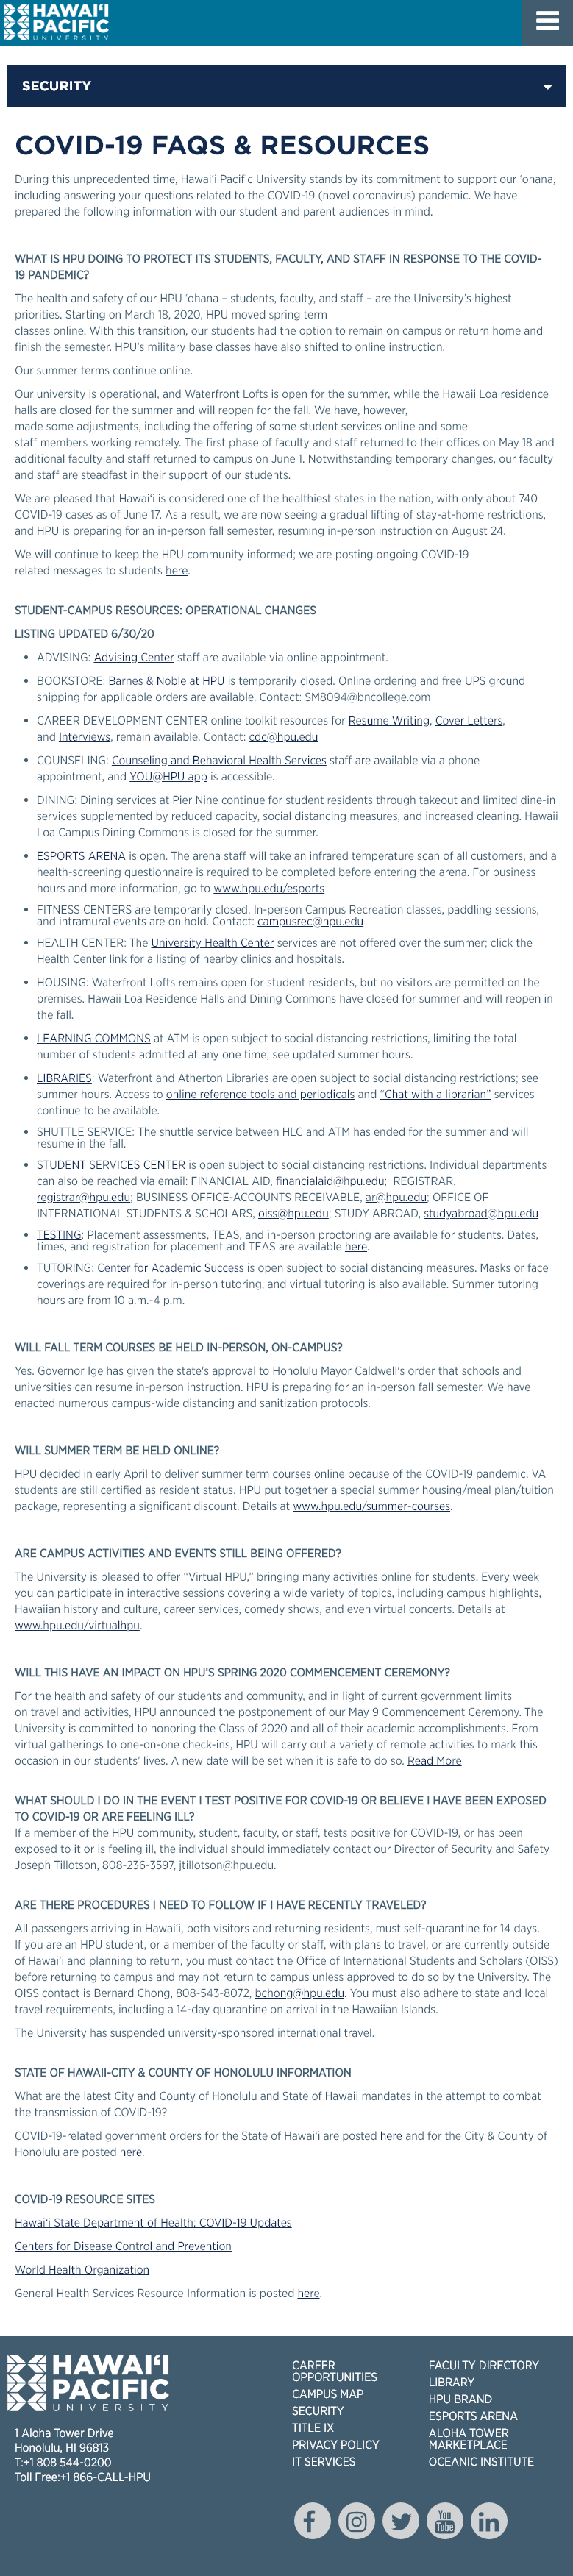 HAWAIʻI
PACIFIC
UNIVERSITY
SECURITY
COVID-19 FAQS & RESOURCES
During this unprecedented time, Hawaiʻi Pacific University stands by its commitment to support our ʻohana,
including answering your questions related to the COVID-19 (novel coronavirus) pandemic. We have
prepared the following information with our student and parent audiences in mind.
WHAT IS HPU DOING TO PROTECT ITS STUDENTS, FACULTY, AND STAFF IN RESPONSE TO THE COVID-
19 PANDEMIC?
The health and safety of our HPU ʻohana – students, faculty, and staff – are the University's highest
priorities. Starting on March 18, 2020, HPU moved spring term
classes online. With this transition, our students had the option to remain on campus or return home and
finish the semester. HPU's military base classes have also shifted to online instruction.
Our summer terms continue online.
Our university is operational, and Waterfront Lofts is open for the summer, while the Hawaii Loa residence
halls are closed for the summer and will reopen for the fall. We have, however,
made some adjustments, including the offering of some student services online and some
staff members working remotely. The first phase of faculty and staff returned to their offices on May 18 and
additional faculty and staff returned to campus on June 1. Notwithstanding temporary changes, our faculty
and staff are steadfast in their support of our students.
We are pleased that Hawaiʻi is considered one of the healthiest states in the nation, with only about 740
COVID-19 cases as of June 17. As a result, we are now seeing a gradual lifting of stay-at-home restrictions,
and HPU is preparing for an in-person fall semester, resuming in-person instruction on August 24.
We will continue to keep the HPU community informed; we are posting ongoing COVID-19
related messages to students here.
STUDENT-CAMPUS RESOURCES: OPERATIONAL CHANGES
LISTING UPDATED 6/30/20
• ADVISING: Advising Center staff are available via online appointment.
• BOOKSTORE: Barnes & Noble at HPU is temporarily closed. Online ordering and free UPS ground
shipping for applicable orders are available. Contact: SM8094@bncollege.com
• CAREER DEVELOPMENT CENTER online toolkit resources for Resume Writing, Cover Letters,
and Interviews, remain available. Contact: cdc@hpu.edu
• COUNSELING: Counseling and Behavioral Health Services staff are available via a phone
appointment, and YOU@HPU app is accessible.
• DINING: Dining services at Pier Nine continue for student residents through takeout and limited dine-in
services supplemented by reduced capacity, social distancing measures, and increased cleaning. Hawaii
Loa Campus Dining Commons is closed for the summer.
• ESPORTS ARENA is open. The arena staff will take an infrared temperature scan of all customers, and a
health-screening questionnaire is required to be completed before entering the arena. For business
hours and more information, go to www.hpu.edu/esports
• FITNESS CENTERS are temporarily closed. In-person Campus Recreation classes, paddling sessions,
and intramural events are on hold. Contact: campusrec@hpu.edu
• HEALTH CENTER: The University Health Center services are not offered over the summer; click the
Health Center link for a listing of nearby clinics and hospitals.
• HOUSING: Waterfront Lofts remains open for student residents, but no visitors are permitted on the
premises. Hawaii Loa Residence Halls and Dining Commons have closed for summer and will reopen in
the fall.
• LEARNING COMMONS at ATM is open subject to social distancing restrictions, limiting the total
number of students admitted at any one time; see updated summer hours.
• LIBRARIES: Waterfront and Atherton Libraries are open subject to social distancing restrictions; see
summer hours. Access to online reference tools and periodicals and “Chat with a librarian” services
continue to be available.
• SHUTTLE SERVICE: The shuttle service between HLC and ATM has ended for the summer and will
resume in the fall.
• STUDENT SERVICES CENTER is open subject to social distancing restrictions. Individual departments
can also be reached via email: FINANCIAL AID, financialaid@hpu.edu; REGISTRAR,
registrar@hpu.edu; BUSINESS OFFICE-ACCOUNTS RECEIVABLE, ar@hpu.edu; OFFICE OF
INTERNATIONAL STUDENTS & SCHOLARS, oiss@hpu.edu; STUDY ABROAD, studyabroad@hpu.edu
• TESTING: Placement assessments, TEAS, and in-person proctoring are available for students. Dates,
times, and registration for placement and TEAS are available here.
• TUTORING: Center for Academic Success is open subject to social distancing measures. Masks or face
coverings are required for in-person tutoring, and virtual tutoring is also available. Summer tutoring
hours are from 10 a.m.-4 p.m.
WILL FALL TERM COURSES BE HELD IN-PERSON, ON-CAMPUS?
Yes. Governor Ige has given the state's approval to Honolulu Mayor Caldwell's order that schools and
universities can resume in-person instruction. HPU is preparing for an in-person fall semester. We have
enacted numerous campus-wide distancing and sanitization protocols.
WILL SUMMER TERM BE HELD ONLINE?
HPU decided in early April to deliver summer term courses online because of the COVID-19 pandemic. VA
students are still certified as resident status. HPU put together a special summer housing/meal plan/tuition
package, representing a significant discount. Details at www.hpu.edu/summer-courses.
ARE CAMPUS ACTIVITIES AND EVENTS STILL BEING OFFERED?
The University is pleased to offer “Virtual HPU,” bringing many activities online for students. Every week
you can participate in interactive sessions covering a wide variety of topics, including campus highlights,
Hawaiian history and culture, career services, comedy shows, and even virtual concerts. Details at
www.hpu.edu/virtualhpu.
WILL THIS HAVE AN IMPACT ON HPU'S SPRING 2020 COMMENCEMENT CEREMONY?
For the health and safety of our students and community, and in light of current government limits
on travel and activities, HPU announced the postponement of our May 9 Commencement Ceremony. The
University is committed to honoring the Class of 2020 and all of their academic accomplishments. From
virtual gatherings to one-on-one check-ins, HPU will carry out a variety of remote activities to mark this
occasion in our students' lives. A new date will be set when it is safe to do so. Read More
WHAT SHOULD I DO IN THE EVENT I TEST POSITIVE FOR COVID-19 OR BELIEVE I HAVE BEEN EXPOSED
TO COVID-19 OR ARE FEELING ILL?
If a member of the HPU community, student, faculty, or staff, tests positive for COVID-19, or has been
exposed to it or is feeling ill, the individual should immediately contact our Director of Security and Safety
Joseph Tillotson, 808-236-3597, jtillotson@hpu.edu.
ARE THERE PROCEDURES I NEED TO FOLLOW IF I HAVE RECENTLY TRAVELED?
All passengers arriving in Hawaiʻi, both visitors and returning residents, must self-quarantine for 14 days.
If you are an HPU student, or a member of the faculty or staff, with plans to travel, or are currently outside
of Hawaiʻi and planning to return, you must contact the Office of International Students and Scholars (OISS)
before returning to campus and may not return to campus unless approved to do so by the University. The
OISS contact is Bernard Chong, 808-543-8072, bchong@hpu.edu. You must also adhere to state and local
travel requirements, including a 14-day quarantine on arrival in the Hawaiian Islands.
The University has suspended university-sponsored international travel.
STATE OF HAWAII-CITY & COUNTY OF HONOLULU INFORMATION
What are the latest City and County of Honolulu and State of Hawaii mandates in the attempt to combat
the transmission of COVID-19?
COVID-19-related government orders for the State of Hawaiʻi are posted here and for the City & County of
Honolulu are posted here.
COVID-19 RESOURCE SITES
Hawaiʻi State Department of Health: COVID-19 Updates
Centers for Disease Control and Prevention
World Health Organization
General Health Services Resource Information is posted here.
HAWAIʻI
PACIFIC
UNIVERSITY
1 Aloha Tower Drive
Honolulu, HI 96813
T:+1 808 544-0200
Toll Free:+1 866-CALL-HPU
CAREER
OPPORTUNITIES
CAMPUS MAP
SECURITY
TITLE IX
PRIVACY POLICY
IT SERVICES
FACULTY DIRECTORY
LIBRARY
HPU BRAND
ESPORTS ARENA
ALOHA TOWER
MARKETPLACE
OCEANIC INSTITUTE
You
Tube